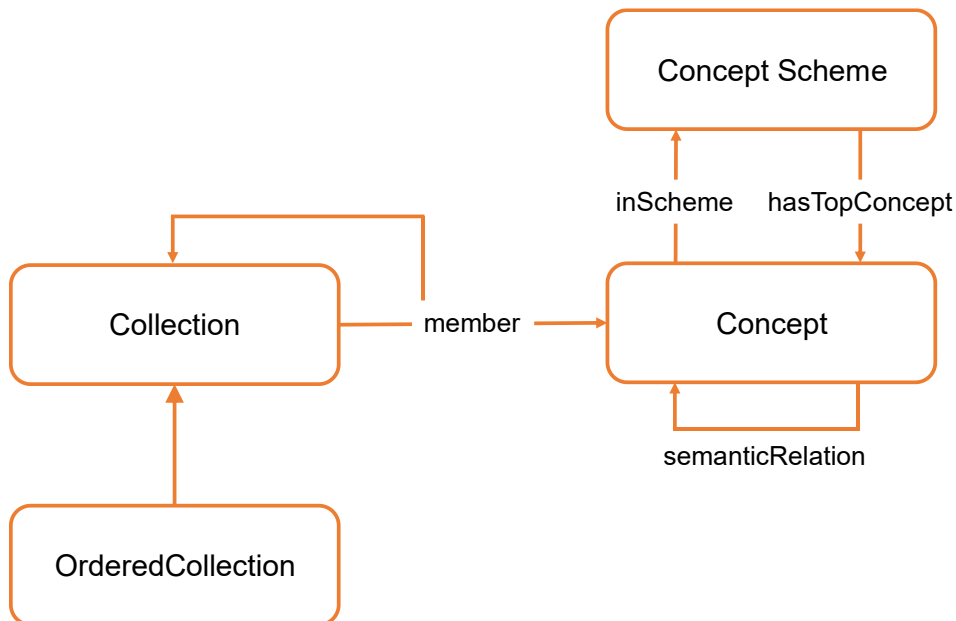 Concept Scheme
inScheme hasTopConcept
Collection
member
Concept
semanticRelation
OrderedCollection